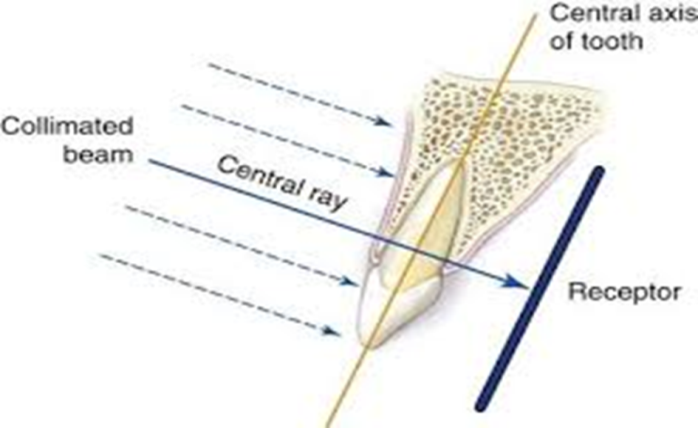 Central axis
of tooth
Collimated
beam
Central ray
Receptor